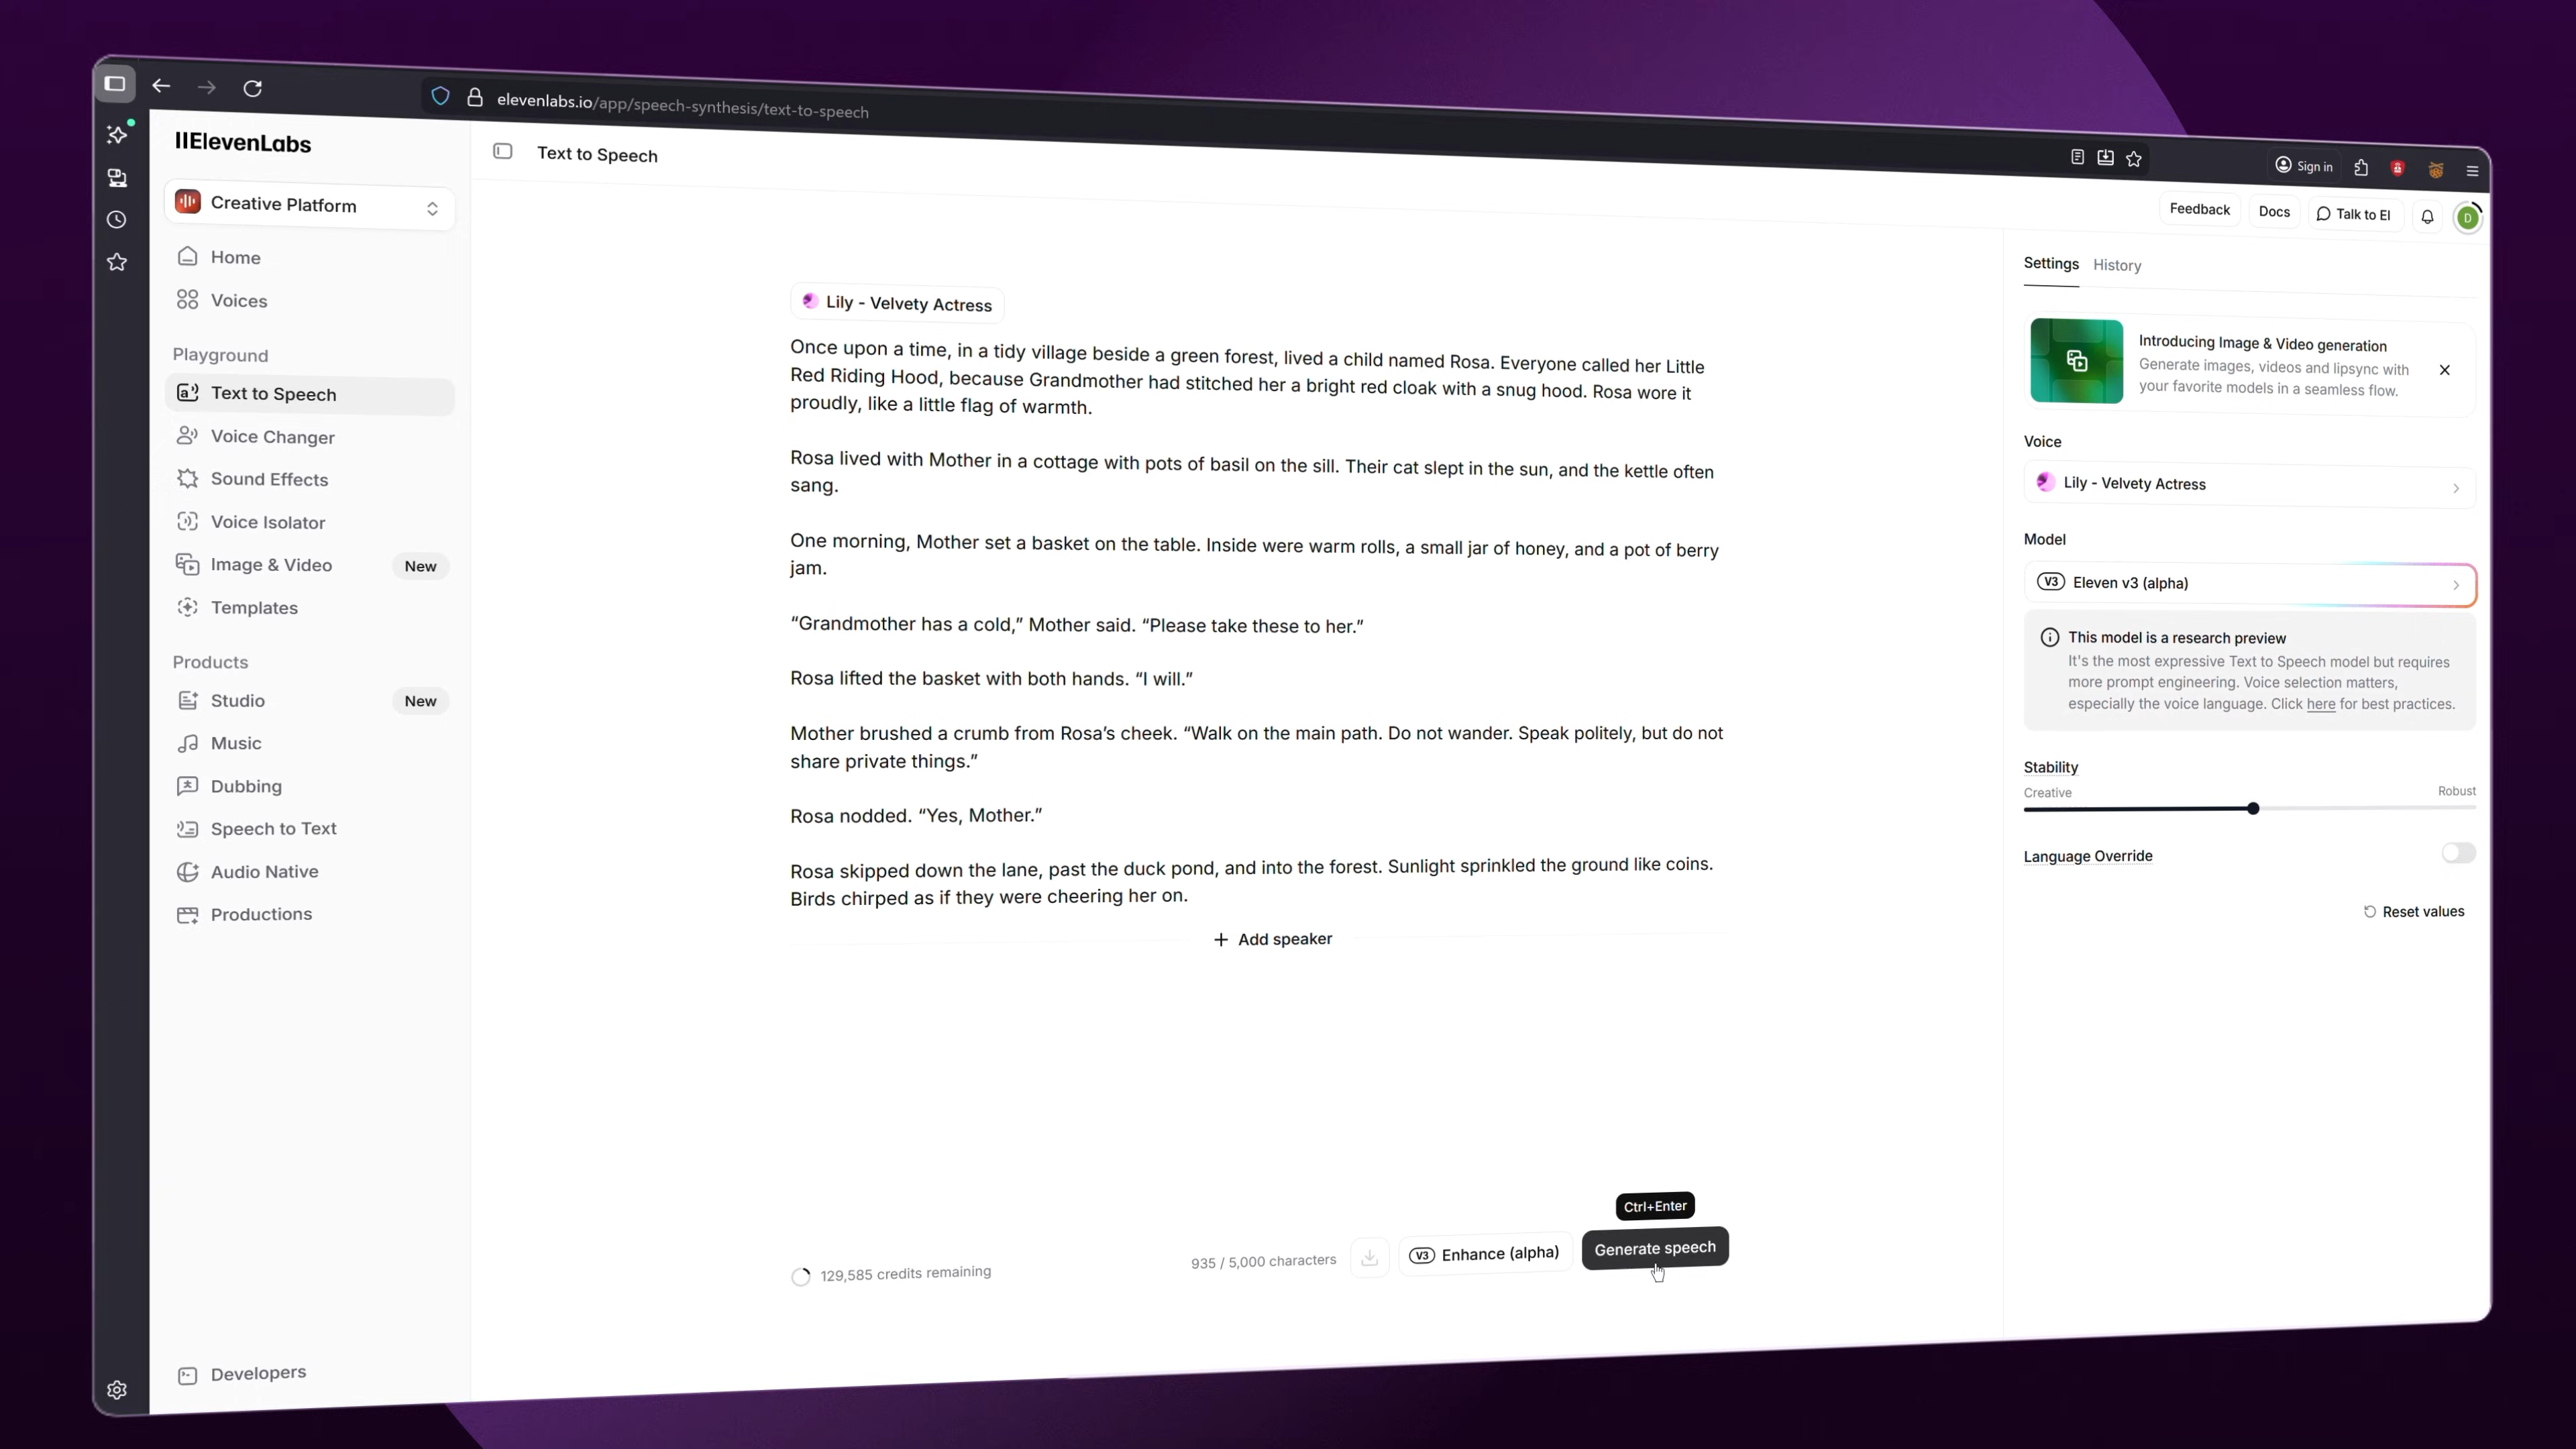 elevenlabs.io/app/speech-synthesis/text-to-speech
Sign in
IIElevenLabs
Text to Speech
Feedback
Docs
Talk to El
D
Creative Platform
Home
Voices
Playground
Text to Speech
Voice Changer
Sound Effects
Voice Isolator
Image & Video New
Templates
Products
Studio New
Music
Dubbing
Speech to Text
Audio Native
Productions
Developers
Lily - Velvety Actress
Once upon a time, in a tidy village beside a green forest, lived a child named Rosa. Everyone called her Little
Red Riding Hood, because Grandmother had stitched her a bright red cloak with a snug hood. Rosa wore it
proudly, like a little flag of warmth.
Rosa lived with Mother in a cottage with pots of basil on the sill. Their cat slept in the sun, and the kettle often
sang.
One morning, Mother set a basket on the table. Inside were warm rolls, a small jar of honey, and a pot of berry
jam.
“Grandmother has a cold,” Mother said. “Please take these to her.”
Rosa lifted the basket with both hands. “I will.”
Mother brushed a crumb from Rosa’s cheek. “Walk on the main path. Do not wander. Speak politely, but do not
share private things.”
Rosa nodded. “Yes, Mother.”
Rosa skipped down the lane, past the duck pond, and into the forest. Sunlight sprinkled the ground like coins.
Birds chirped as if they were cheering her on.
+ Add speaker
Ctrl+Enter
129,585 credits remaining
935 / 5,000 characters
V3 Enhance (alpha)
Generate speech
Settings History
Introducing Image & Video generation
Generate images, videos and lipsync with
your favorite models in a seamless flow.
Voice
Lily - Velvety Actress
Model
V3 Eleven v3 (alpha)
This model is a research preview
It's the most expressive Text to Speech model but requires
more prompt engineering. Voice selection matters,
especially the voice language. Click here for best practices.
Stability
Creative Robust
Language Override
Reset values